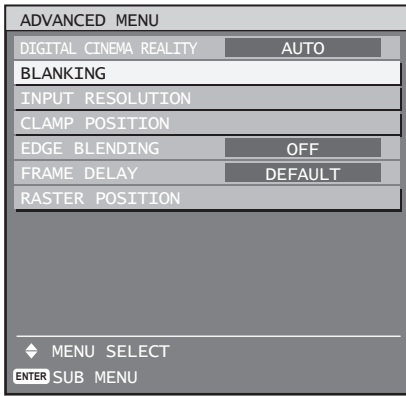 ADVANCED MENU
DIGITAL CINEMA REALITY AUTO
BLANKING
INPUT RESOLUTION
CLAMP POSITION
EDGE BLENDING OFF
FRAME DELAY DEFAULT
RASTER POSITION
MENU SELECT
ENTER SUB MENU